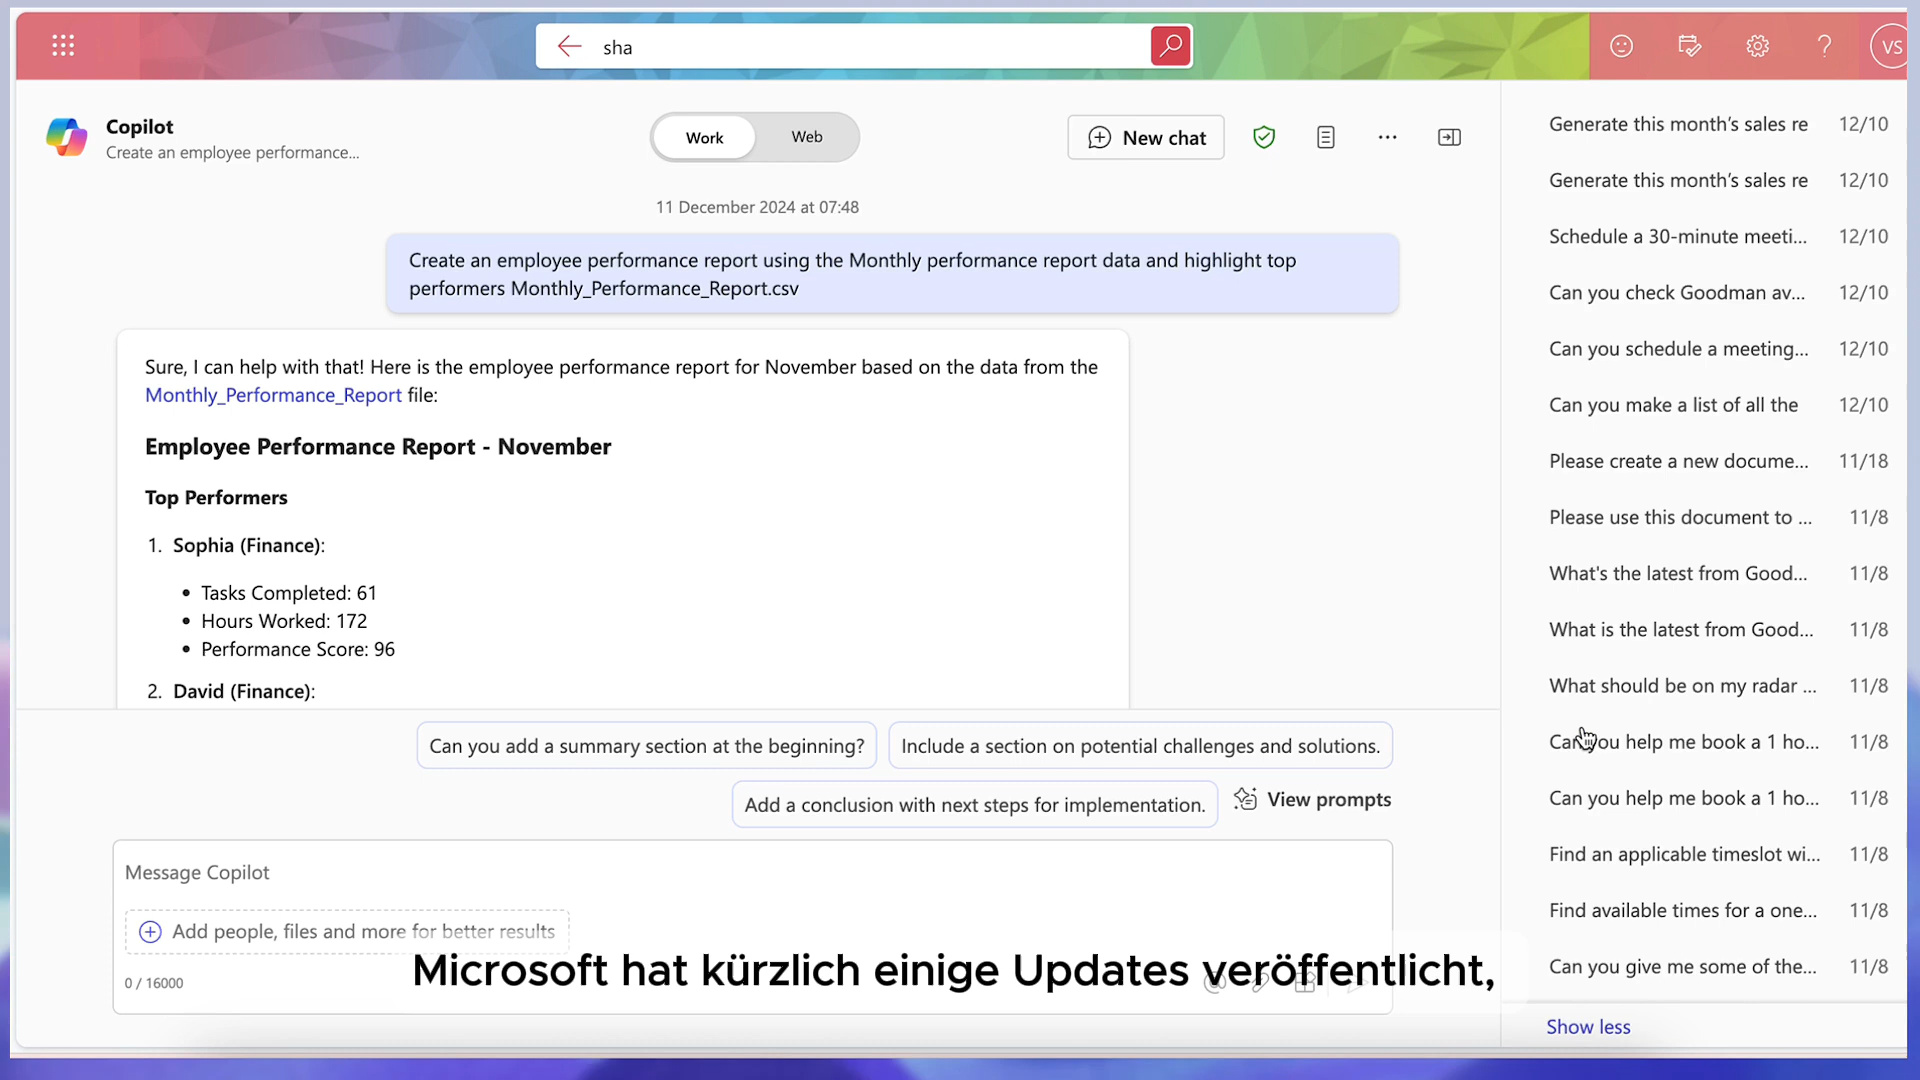 sha
VS
Copilot
Create an employee performance...
Work
Web
New chat
11 December 2024 at 07:48
Create an employee performance report using the Monthly performance report data and highlight top
performers Monthly_Performance_Report.csv
Sure, I can help with that! Here is the employee performance report for November based on the data from the
Monthly_Performance_Report file:
Employee Performance Report - November
Top Performers
1. Sophia (Finance):
• Tasks Completed: 61
• Hours Worked: 172
• Performance Score: 96
2. David (Finance):
Can you add a summary section at the beginning?
Include a section on potential challenges and solutions.
Add a conclusion with next steps for implementation.
View prompts
Message Copilot
Add people, files and more for better results
0 / 16000
Generate this month's sales re 12/10
Generate this month's sales re 12/10
Schedule a 30-minute meeti... 12/10
Can you check Goodman av... 12/10
Can you schedule a meeting... 12/10
Can you make a list of all the 12/10
Please create a new docume... 11/18
Please use this document to ... 11/8
What's the latest from Good... 11/8
What is the latest from Good... 11/8
What should be on my radar ... 11/8
Can you help me book a 1 ho... 11/8
Can you help me book a 1 ho... 11/8
Find an applicable timeslot wi... 11/8
Find available times for a one... 11/8
Can you give me some of the... 11/8
Show less
Microsoft hat kürzlich einige Updates veröffentlicht,